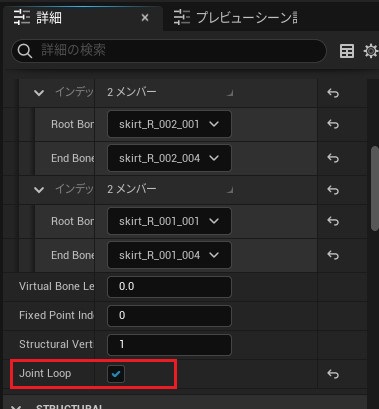 詳細 × プレビューシーン設
詳細の検索
インデッ 2 メンバー
Root Bon skirt_R_002_001
End Bone skirt_R_002_004
インデッ 2 メンバー
Root Bon skirt_R_001_001
End Bone skirt_R_001_004
Virtual Bone Le 0.0
Fixed Point Inde 0
Structural Verti 1
Joint Loop
STRUCTURAL